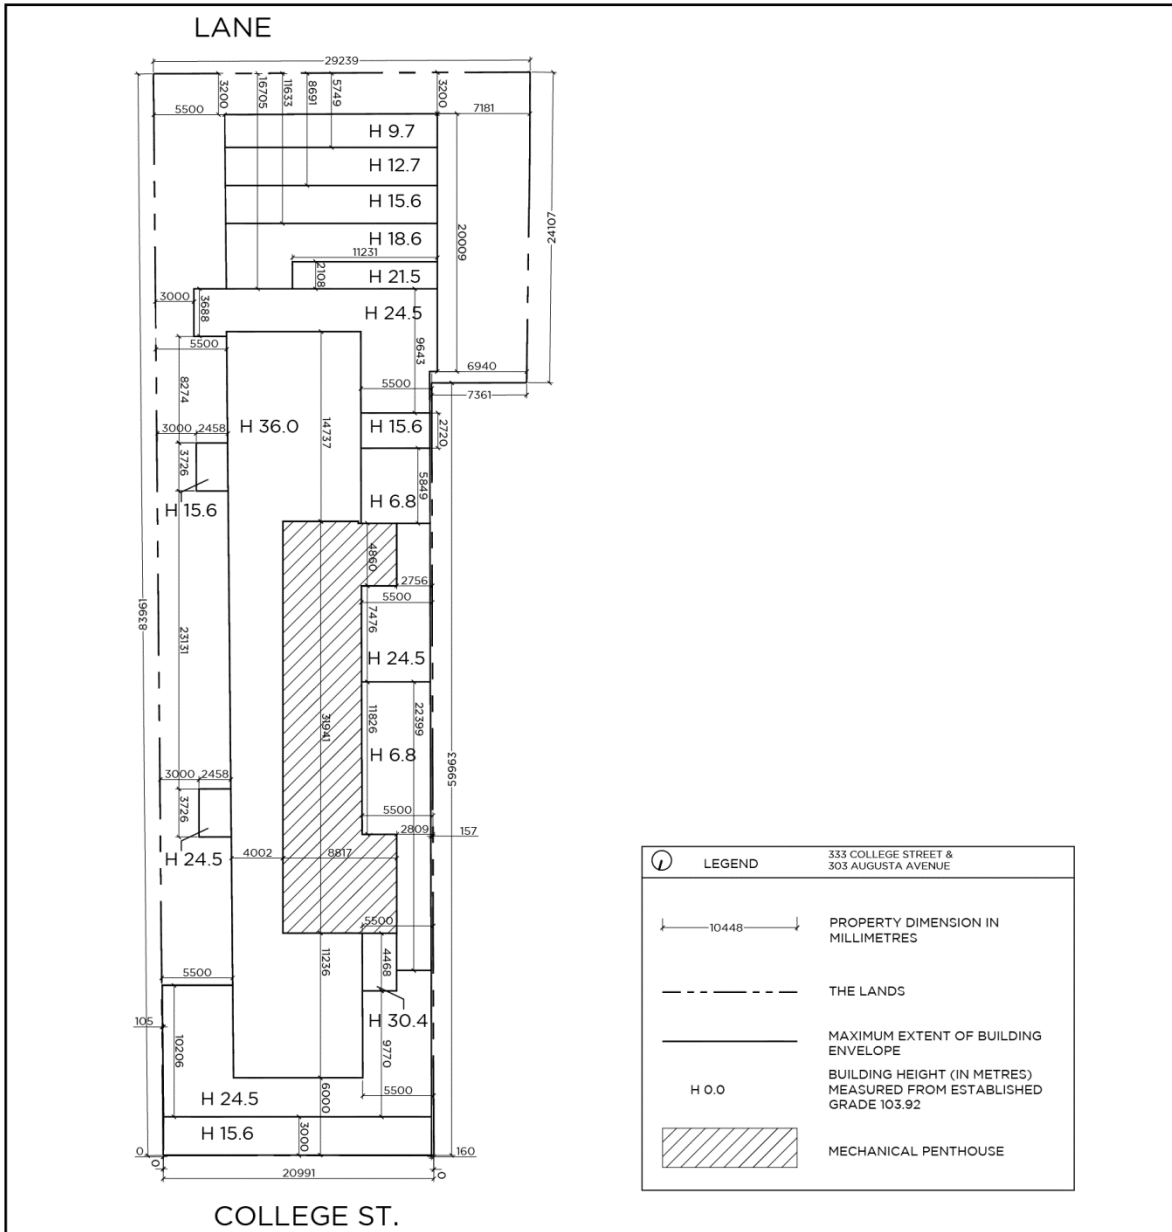 LANE
29239
3200
16705
11633
8691
5749
3200
5500
7181
H 9.7
H 12.7
H 15.6
H 18.6
20009
24107
11231
2108
H 21.5
3000
3688
H 24.5
5500
9643
6940
8274
5500
7361
3000
2458
H 36.0
14737
H 15.6
2720
3726
5849
H 15.6
H 6.8
4860
2756
5500
7476
83961
23131
H 24.5
31941
11826
22399
H 6.8
59963
3000
2458
3726
5500
2809
157
H 24.5
4002
8817
5500
11236
4468
5500
105
H 30.4
10206
9770
6000
5500
H 24.5
H 15.6
3000
0
160
0
20991
0
COLLEGE ST.
LEGEND
333 COLLEGE STREET &
303 AUGUSTA AVENUE
10448
PROPERTY DIMENSION IN
MILLIMETRES
THE LANDS
MAXIMUM EXTENT OF BUILDING
ENVELOPE
H 0.0
BUILDING HEIGHT (IN METRES)
MEASURED FROM ESTABLISHED
GRADE 103.92
MECHANICAL PENTHOUSE